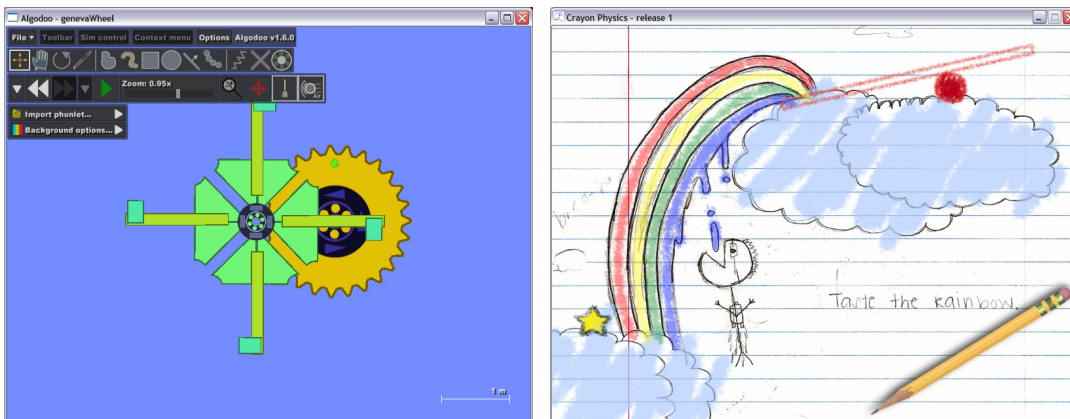 Algodoo - genevaWheel
File ▾ Toolbar Sim control Context menu Options Algodoo v1.6.0
Zoom: 0.95x
Import phunlet...
Background options...
1 m
Crayon Physics - release 1
Taste the Rainbow.